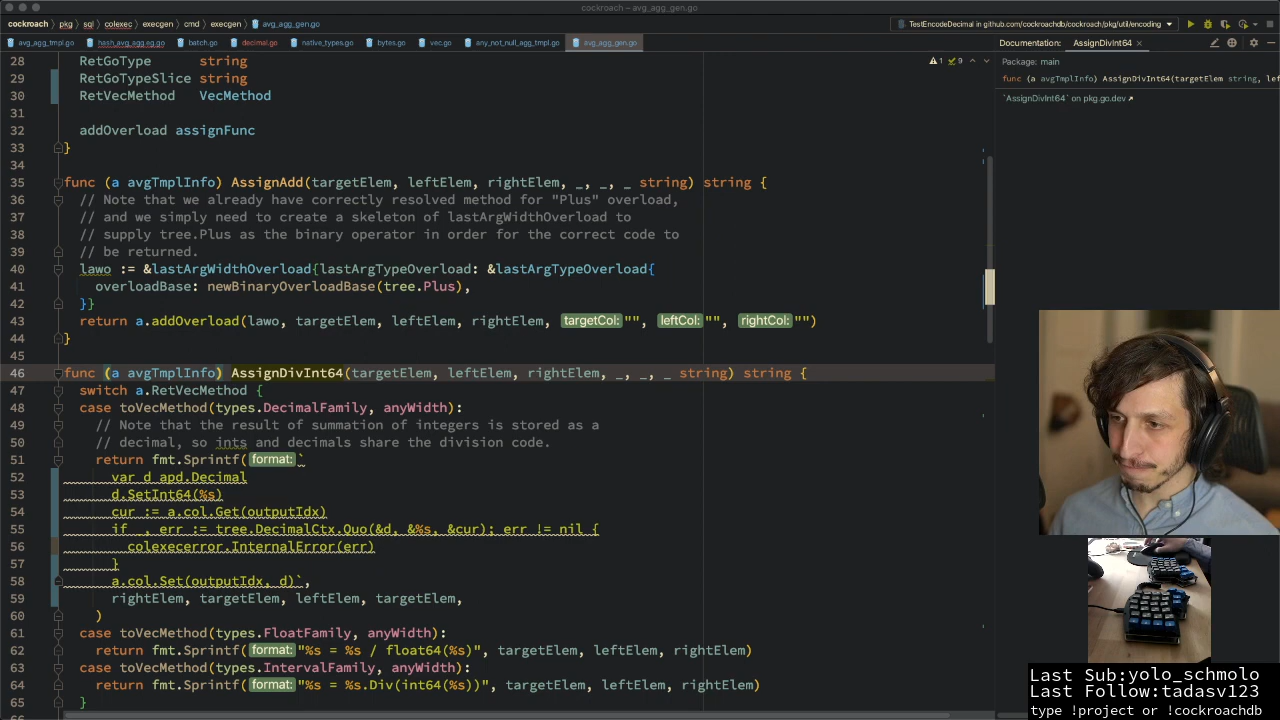 cockroach – avg_agg_gen.go
cockroach › pkg › sql › colexec › execgen › cmd › execgen › avg_agg_gen.go
TestEncodeDecimal in github.com/cockroachdb/cockroach/pkg/util/encoding
avg_agg_tmpl.go hash_avg_agg.eg.go batch.go decimal.go native_types.go bytes.go vec.go any_not_null_agg_tmpl.go avg_agg_gen.go
Documentation: AssignDivInt64
1 9
Package: main
func (a avgTmplInfo) AssignDivInt64(targetElem string, lef
`AssignDivInt64` on pkg.go.dev
28 RetGoType string
29 RetGoTypeSlice string
30 RetVecMethod VecMethod
31
32 addOverload assignFunc
33 }
34
35 func (a avgTmplInfo) AssignAdd(targetElem, leftElem, rightElem, _, _, _ string) string {
36 // Note that we already have correctly resolved method for "Plus" overload,
37 // and we simply need to create a skeleton of lastArgWidthOverload to
38 // supply tree.Plus as the binary operator in order for the correct code to
39 // be returned.
40 lawo := &lastArgWidthOverload{lastArgTypeOverload: &lastArgTypeOverload{
41 overloadBase: newBinaryOverloadBase(tree.Plus),
42 }}
43 return a.addOverload(lawo, targetElem, leftElem, rightElem, targetCol: "", leftCol: "", rightCol: "")
44 }
45
46 func (a avgTmplInfo) AssignDivInt64(targetElem, leftElem, rightElem, _, _, _ string) string {
47 switch a.RetVecMethod {
48 case toVecMethod(types.DecimalFamily, anyWidth):
49 // Note that the result of summation of integers is stored as a
50 // decimal, so ints and decimals share the division code.
51 return fmt.Sprintf( format: `
52 var d apd.Decimal
53 d.SetInt64(%s)
54 cur := a.col.Get(outputIdx)
55 if _, err := tree.DecimalCtx.Quo(&d, &%s, &cur); err != nil {
56 colexecerror.InternalError(err)
57 }
58 a.col.Set(outputIdx, d)`,
59 rightElem, targetElem, leftElem, targetElem,
60 )
61 case toVecMethod(types.FloatFamily, anyWidth):
62 return fmt.Sprintf( format: "%s = %s / float64(%s)", targetElem, leftElem, rightElem)
63 case toVecMethod(types.IntervalFamily, anyWidth):
64 return fmt.Sprintf( format: "%s = %s.Div(int64(%s))", targetElem, leftElem, rightElem)
65 }
Last Sub:yolo_schmolo
Last Follow:tadasv123
type !project or !cockroachdb